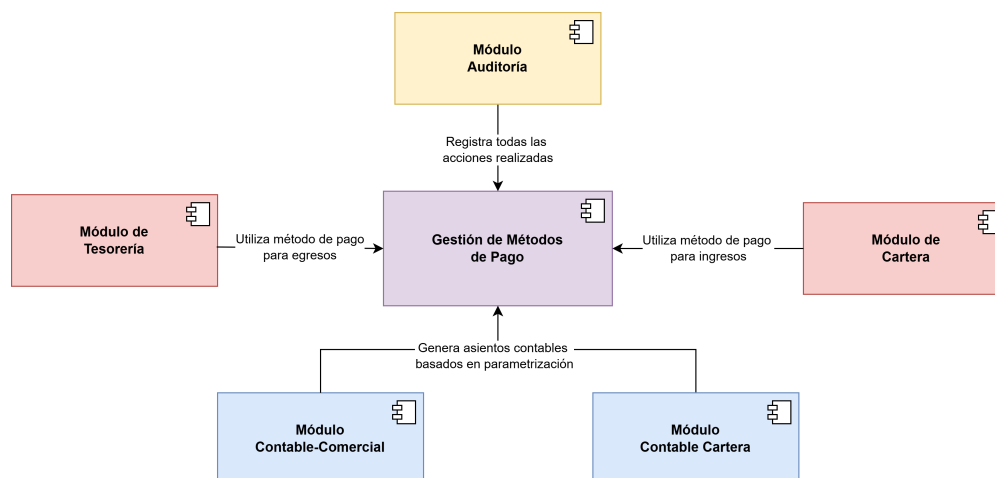 Módulo
Auditoría
Registra todas las
acciones realizadas
Módulo de
Tesorería
Utiliza método de pago
para egresos
Gestión de Métodos
de Pago
Utiliza método de pago
para ingresos
Módulo de
Cartera
Genera asientos contables
basados en parametrización
Módulo
Contable-Comercial
Módulo
Contable Cartera